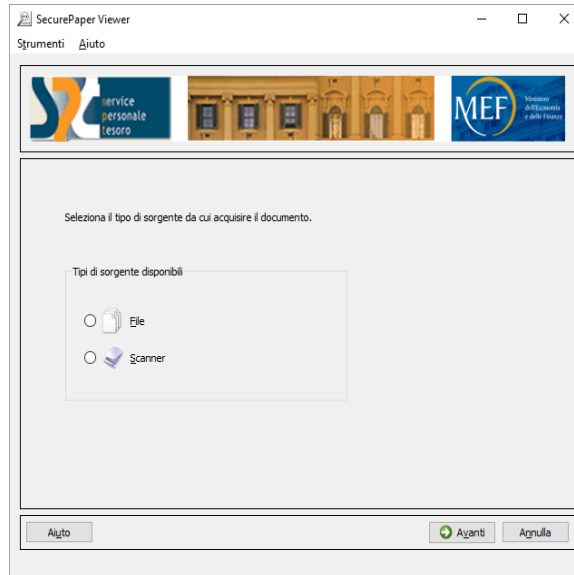 SecurePaper Viewer
Strumenti Aiuto
service
personale
tesoro
MEF
Ministero
dell'Economia
e delle Finanze
Seleziona il tipo di sorgente da cui acquisire il documento.
Tipi di sorgente disponibili
File
Scanner
Aiuto
Avanti
Annulla